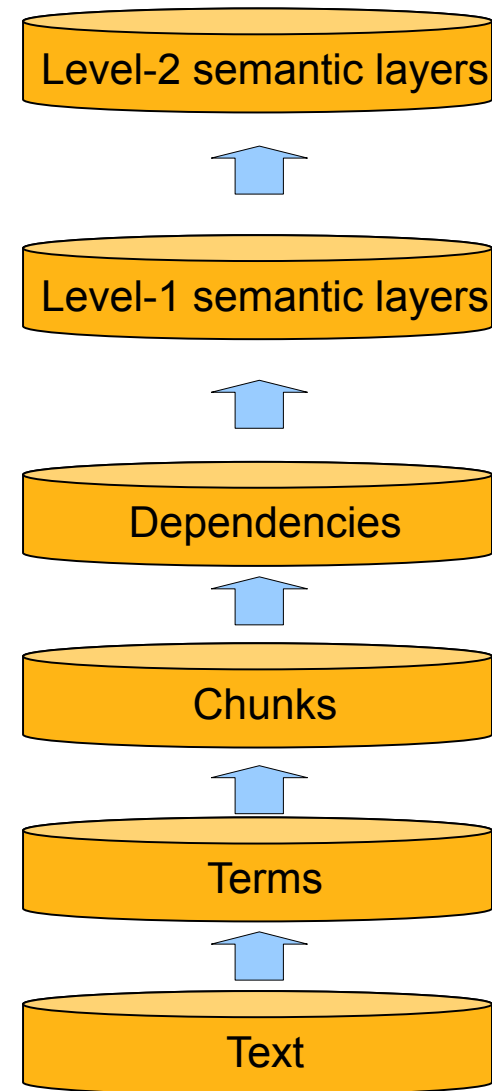 Level-2 semantic layers
Level-1 semantic layers
Dependencies
Chunks
Terms
Text